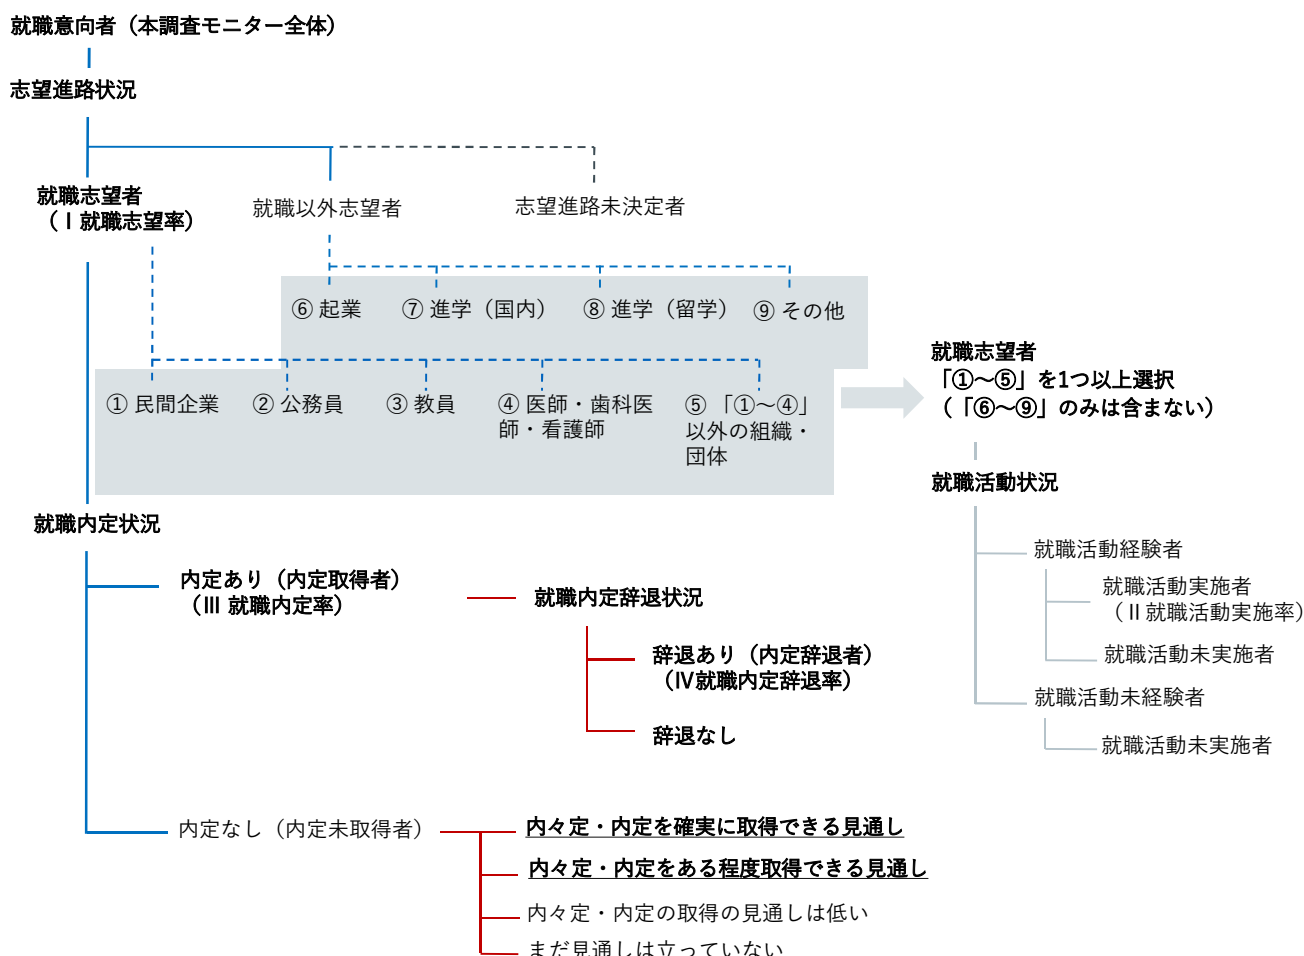 就職意向者（本調査モニター全体）
志望進路状況
就職志望者
（Ⅰ就職志望率）
就職以外志望者
志望進路未決定者
⑥ 起業
⑦ 進学（国内）
⑧ 進学（留学）
⑨ その他
① 民間企業
② 公務員
③ 教員
④ 医師・歯科医
師・看護師
⑤ 「①～④」
以外の組織・
団体
就職志望者
「①～⑤」を1つ以上選択
（「⑥～⑨」のみは含まない）
就職活動状況
就職活動経験者
就職活動実施者
（Ⅱ就職活動実施率）
就職活動未実施者
就職活動未経験者
就職活動未実施者
就職内定状況
内定あり（内定取得者）
（Ⅲ 就職内定率）
就職内定辞退状況
辞退あり（内定辞退者）
（Ⅳ就職内定辞退率）
辞退なし
内定なし（内定未取得者）
内々定・内定を確実に取得できる見通し
内々定・内定をある程度取得できる見通し
内々定・内定の取得の見通しは低い
まだ見通しは立っていない